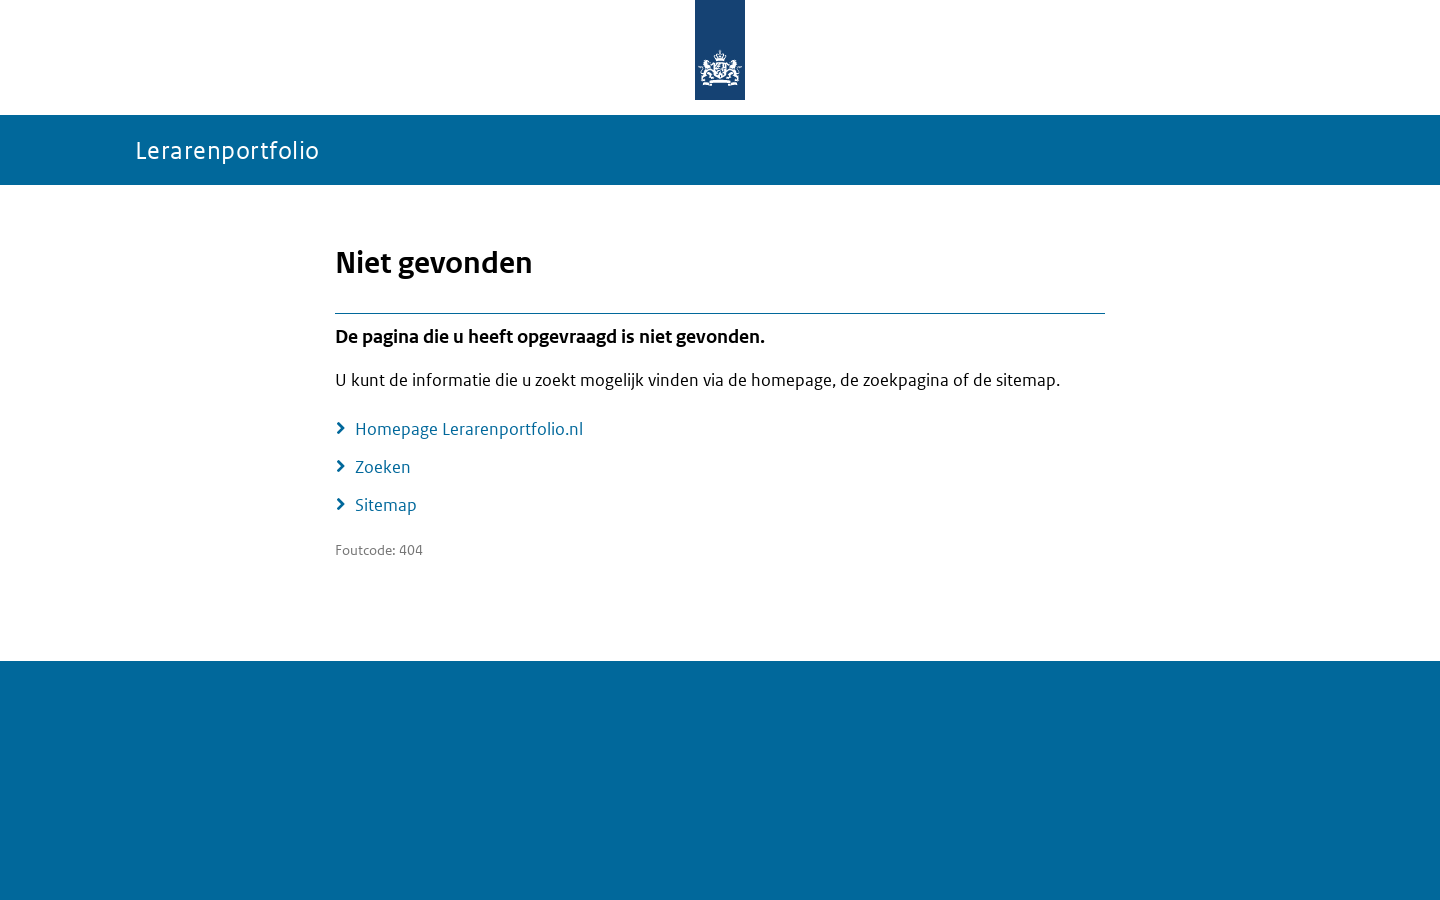 Lerarenportfolio
Niet gevonden
De pagina die u heeft opgevraagd is niet gevonden.
U kunt de informatie die u zoekt mogelijk vinden via de homepage, de zoekpagina of de sitemap.
Homepage Lerarenportfolio.nl
Zoeken
Sitemap
Foutcode: 404